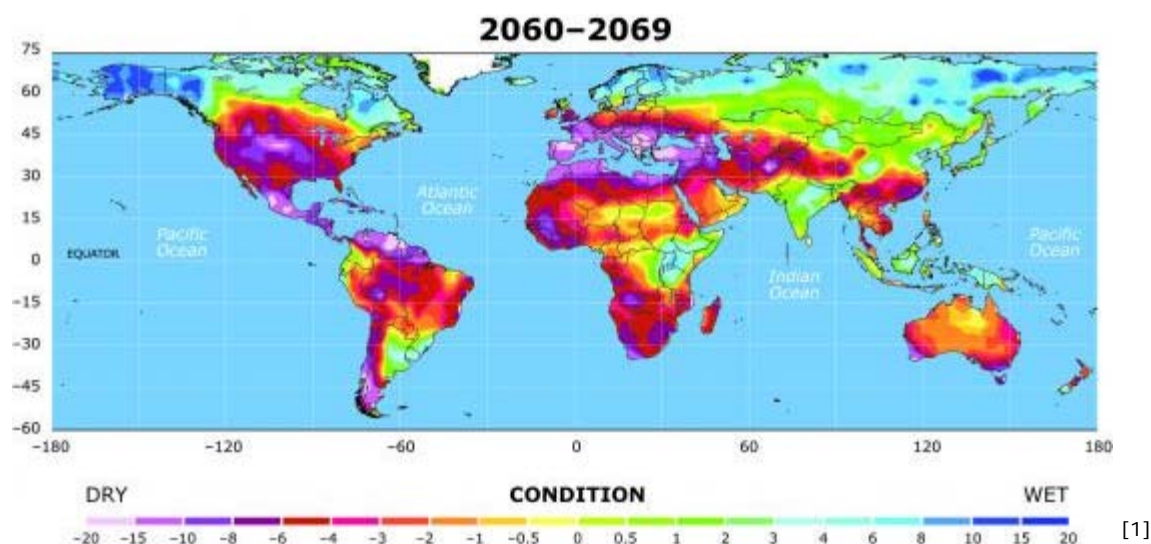 2060–2069
75
60
45
30
15
0
−15
−30
−45
−60
Atlantic
Ocean
Pacific
Ocean
EQUATOR
Indian
Ocean
Pacific
Ocean
−180
−120
−60
0
60
120
180
DRY
CONDITION
WET
−20 −15 −10 −8 −6 −4 −3 −2 −1 −0.5 0 0.5 1 2 3 4 6 8 10 15 20
[1]